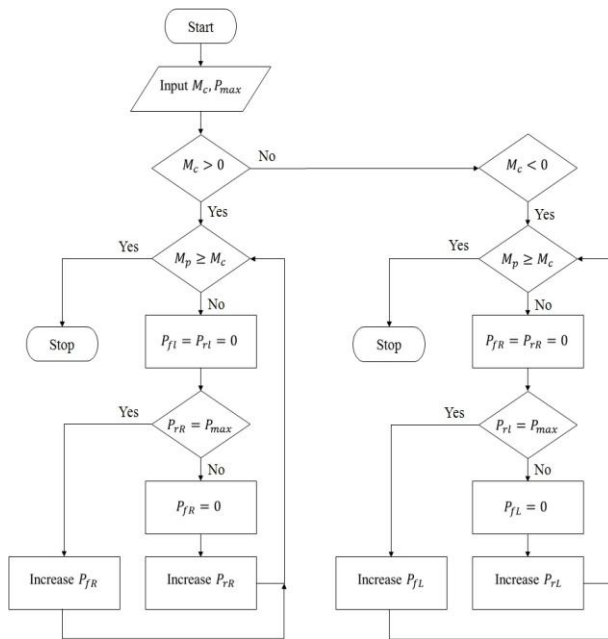 Start
Input M_c, P_max
M_c > 0
No
M_c < 0
Yes
Yes
Yes
M_p ≥ M_c
Yes
M_p ≥ M_c
No
No
Stop
P_fl = P_rl = 0
Stop
P_fR = P_rR = 0
Yes
P_rR = P_max
Yes
P_rl = P_max
No
No
P_fR = 0
P_fL = 0
Increase P_fR
Increase P_rR
Increase P_fL
Increase P_rL